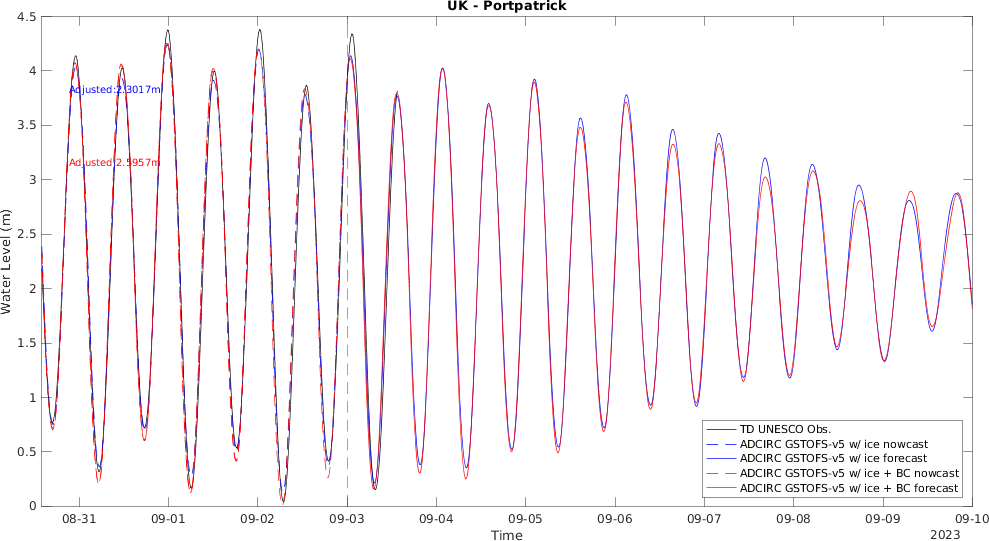 UK - Portpatrick
4.5
4
3.5
3
2.5
2
1.5
1
0.5
0
Water Level (m)
Adjusted:2.3017m
Adjusted:2.5957m
TD UNESCO Obs.
ADCIRC GSTOFS-v5 w/ ice nowcast
ADCIRC GSTOFS-v5 w/ ice forecast
ADCIRC GSTOFS-v5 w/ ice + BC nowcast
ADCIRC GSTOFS-v5 w/ ice + BC forecast
08-31 09-01 09-02 09-03 09-04 09-05 09-06 09-07 09-08 09-09 09-10
Time
2023